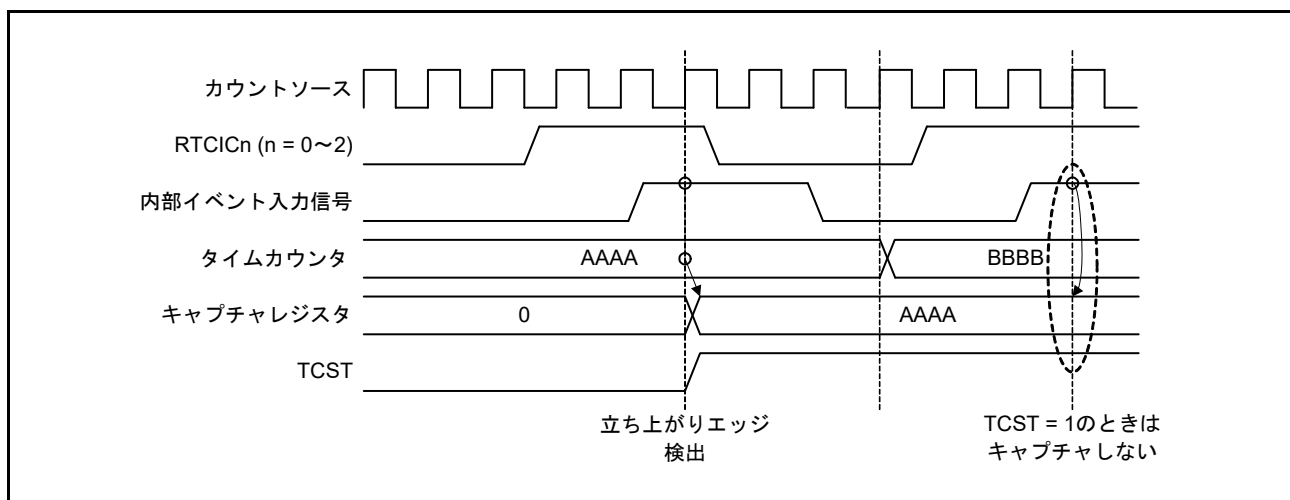 カウントソース
RTCICn (n = 0～2)
内部イベント入力信号
タイムカウンタ
AAAA
BBBB
キャプチャレジスタ
0
AAAA
TCST
立ち上がりエッジ
検出
TCST = 1のときは
キャプチャしない